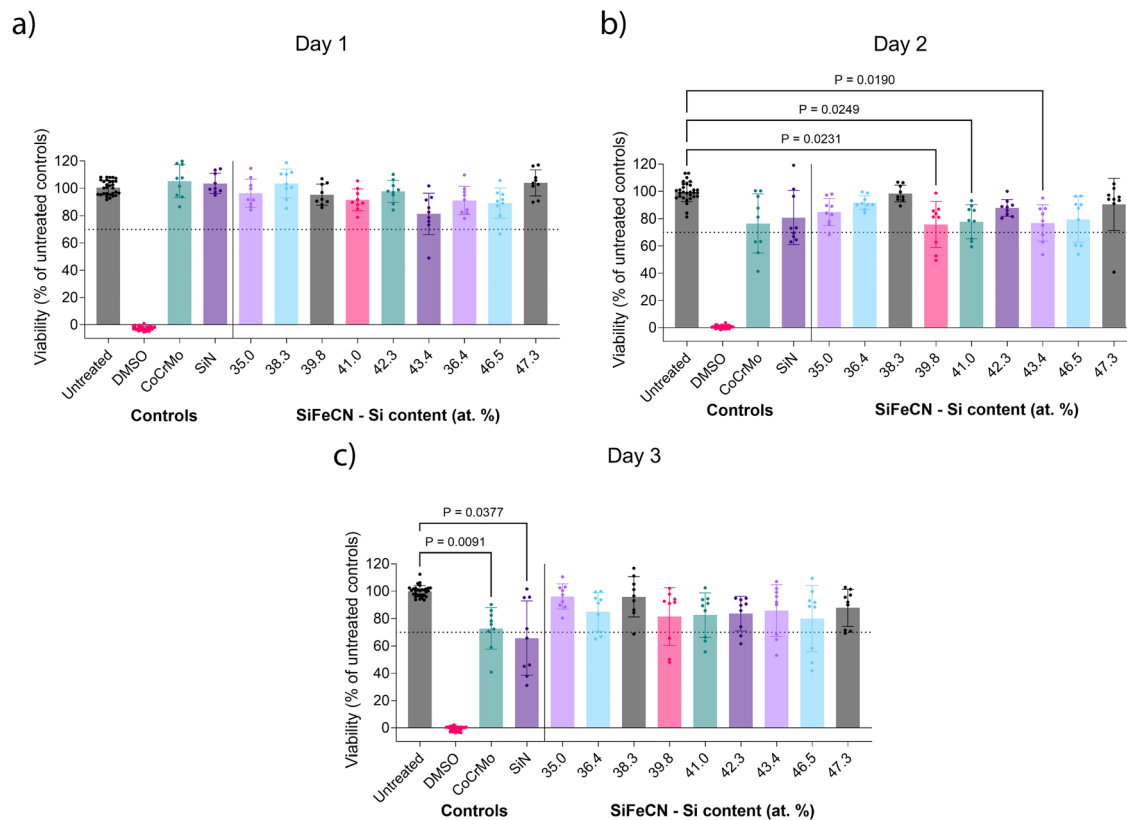 a)
Day 1
Viability (% of untreated controls)
120
100
80
60
40
20
0
Untreated
DMSO
CoCrMo
SiN
35.0
38.3
39.8
41.0
42.3
43.4
36.4
46.5
47.3
Controls
SiFeCN - Si content (at. %)
b)
Day 2
P = 0.0190
P = 0.0249
P = 0.0231
Viability (% of untreated controls)
120
100
80
60
40
20
0
Untreated
DMSO
CoCrMo
SiN
35.0
36.4
38.3
39.8
41.0
42.3
43.4
46.5
47.3
Controls
SiFeCN - Si content (at. %)
c)
Day 3
P = 0.0377
P = 0.0091
Viability (% of untreated controls)
120
100
80
60
40
20
0
Untreated
DMSO
CoCrMo
SiN
35.0
36.4
38.3
39.8
41.0
42.3
43.4
46.5
47.3
Controls
SiFeCN - Si content (at. %)